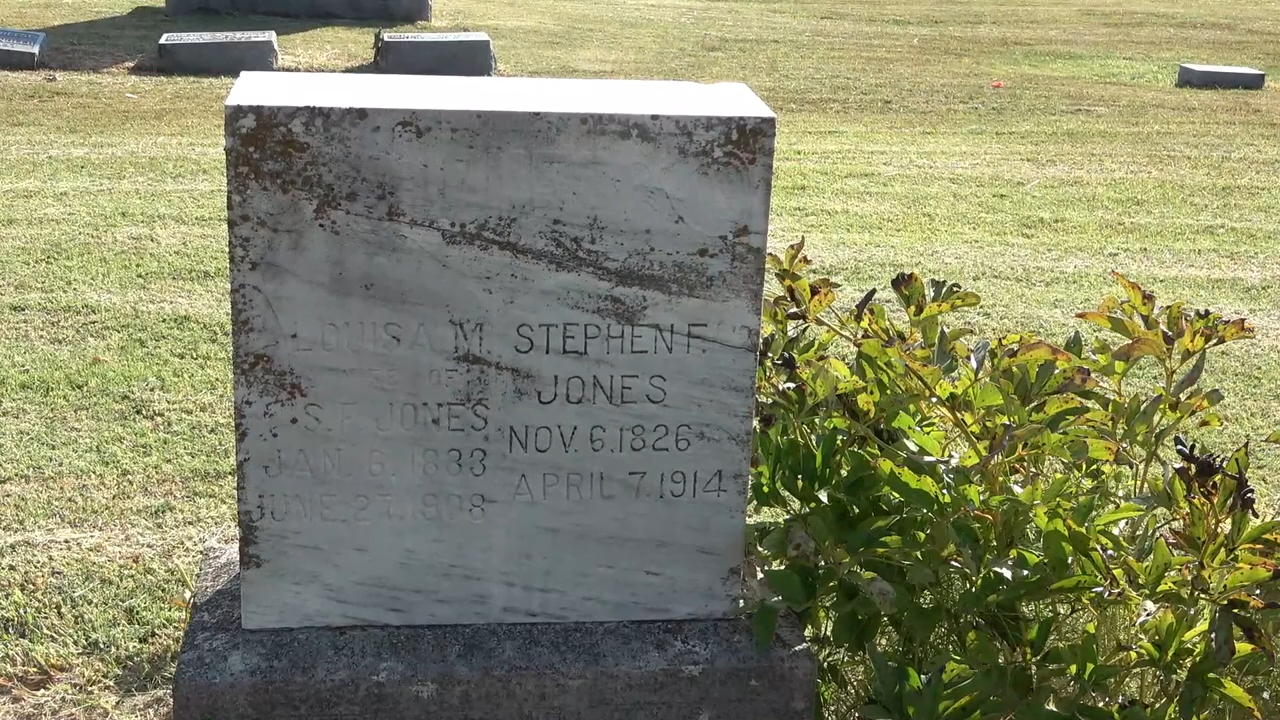 LOUISA M.
WIFE OF
S.F. JONES
JAN. 6, 1833
JUNE 27, 1908
STEPHEN F.
JONES
NOV. 6, 1826
APRIL 7, 1914